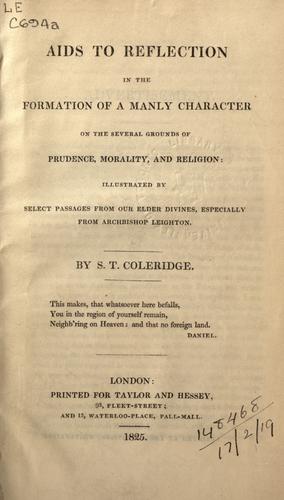 LE
C694a
AIDS TO REFLECTION
IN THE
FORMATION OF A MANLY CHARACTER
ON THE SEVERAL GROUNDS OF
PRUDENCE, MORALITY, AND RELIGION:
ILLUSTRATED BY
SELECT PASSAGES FROM OUR ELDER DIVINES, ESPECIALLY
FROM ARCHBISHOP LEIGHTON.
BY S. T. COLERIDGE.
This makes, that whatsoever here befalls,
You in the region of yourself remain,
Neighb'ring on Heaven: and that no foreign land.
DANIEL.
LONDON:
PRINTED FOR TAYLOR AND HESSEY,
93, FLEET-STREET;
AND 13, WATERLOO-PLACE, PALL-MALL.
1825.
148468
17/2/19